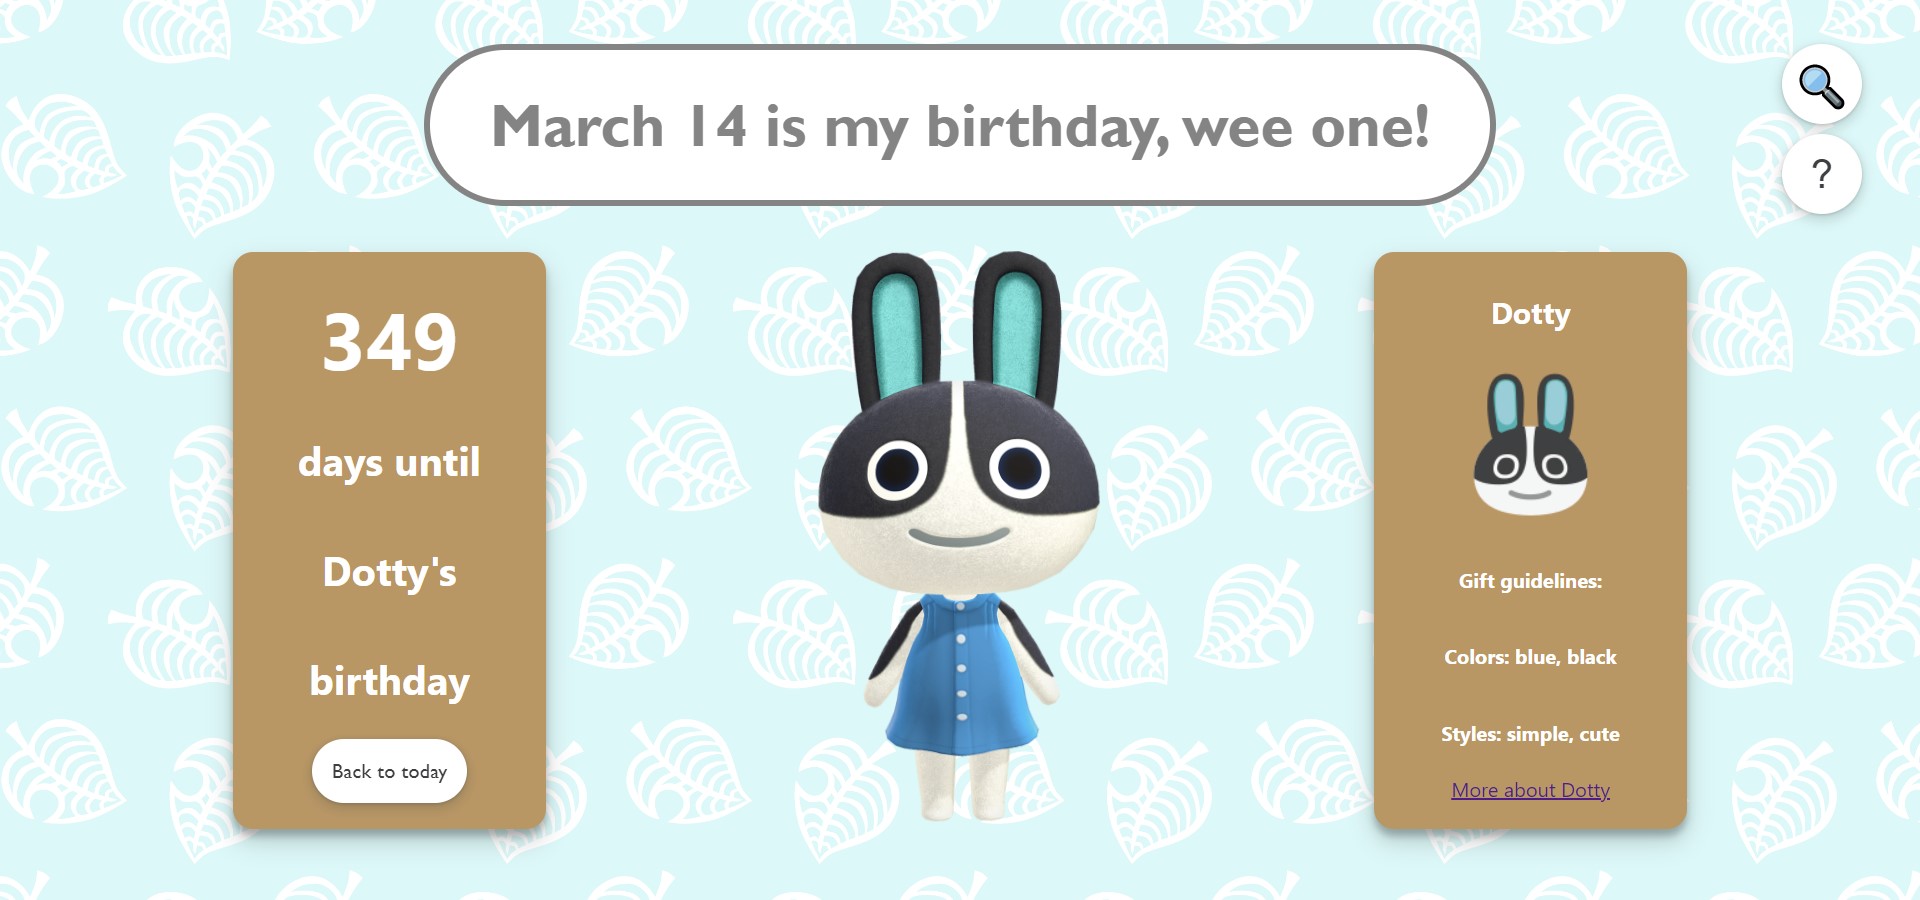 March 14 is my birthday, wee one!
?
349
days until
Dotty's
birthday
Back to today
Dotty
Gift guidelines:
Colors: blue, black
Styles: simple, cute
More about Dotty